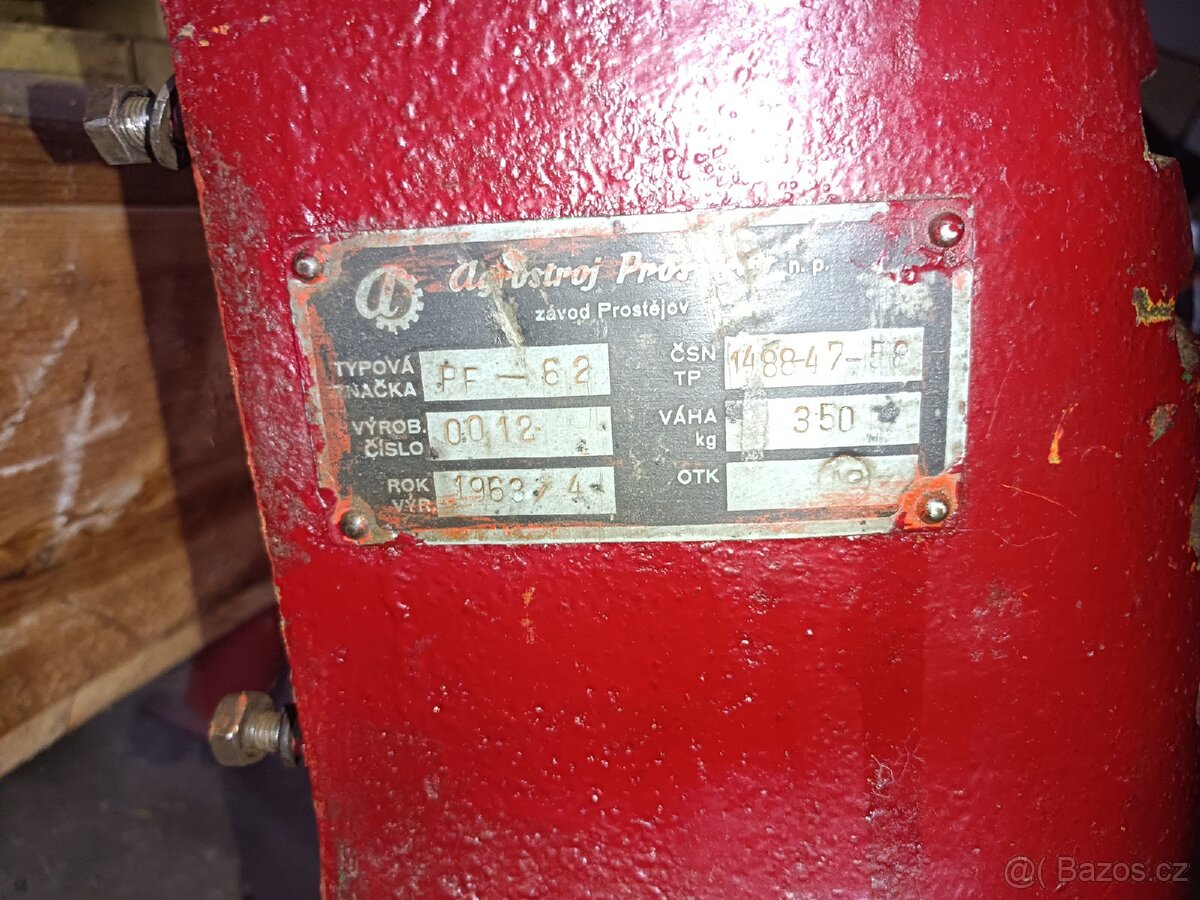 Agrostroj Prostějov n. p.
závod Prostějov
TYPOVÁ ZNAČKA PF - 62
ČSN TP 148847-58
VÝROB. ČÍSLO 0012
VÁHA kg 350
ROK VÝR. 1963/4
OTK
@( Bazos.cz